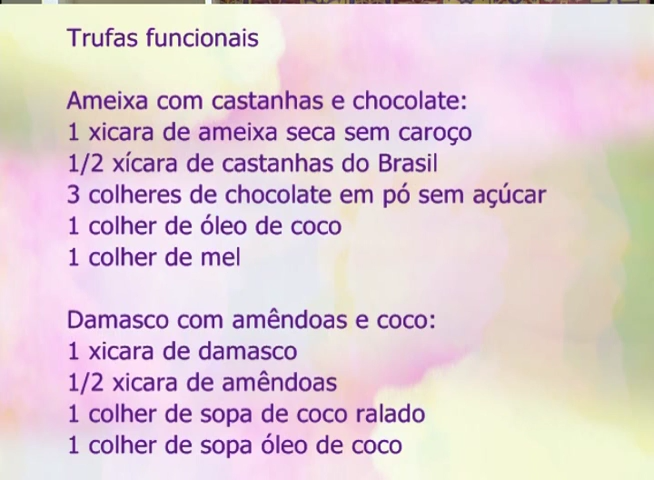 Trufas funcionais
Ameixa com castanhas e chocolate:
1 xicara de ameixa seca sem caroço
1/2 xícara de castanhas do Brasil
3 colheres de chocolate em pó sem açúcar
1 colher de óleo de coco
1 colher de mel
Damasco com amêndoas e coco:
1 xicara de damasco
1/2 xicara de amêndoas
1 colher de sopa de coco ralado
1 colher de sopa óleo de coco